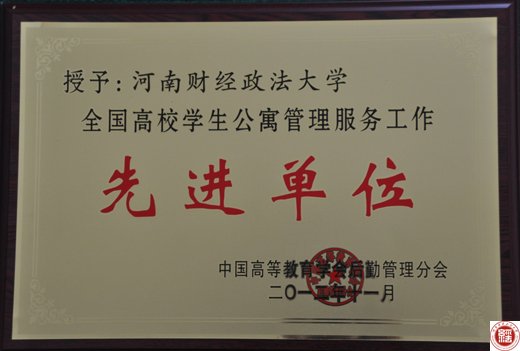 授予：河南财经政法大学
全国高校学生公寓管理服务工作
先进单位
中国高等教育学会后勤管理分会
二〇一二年十一月